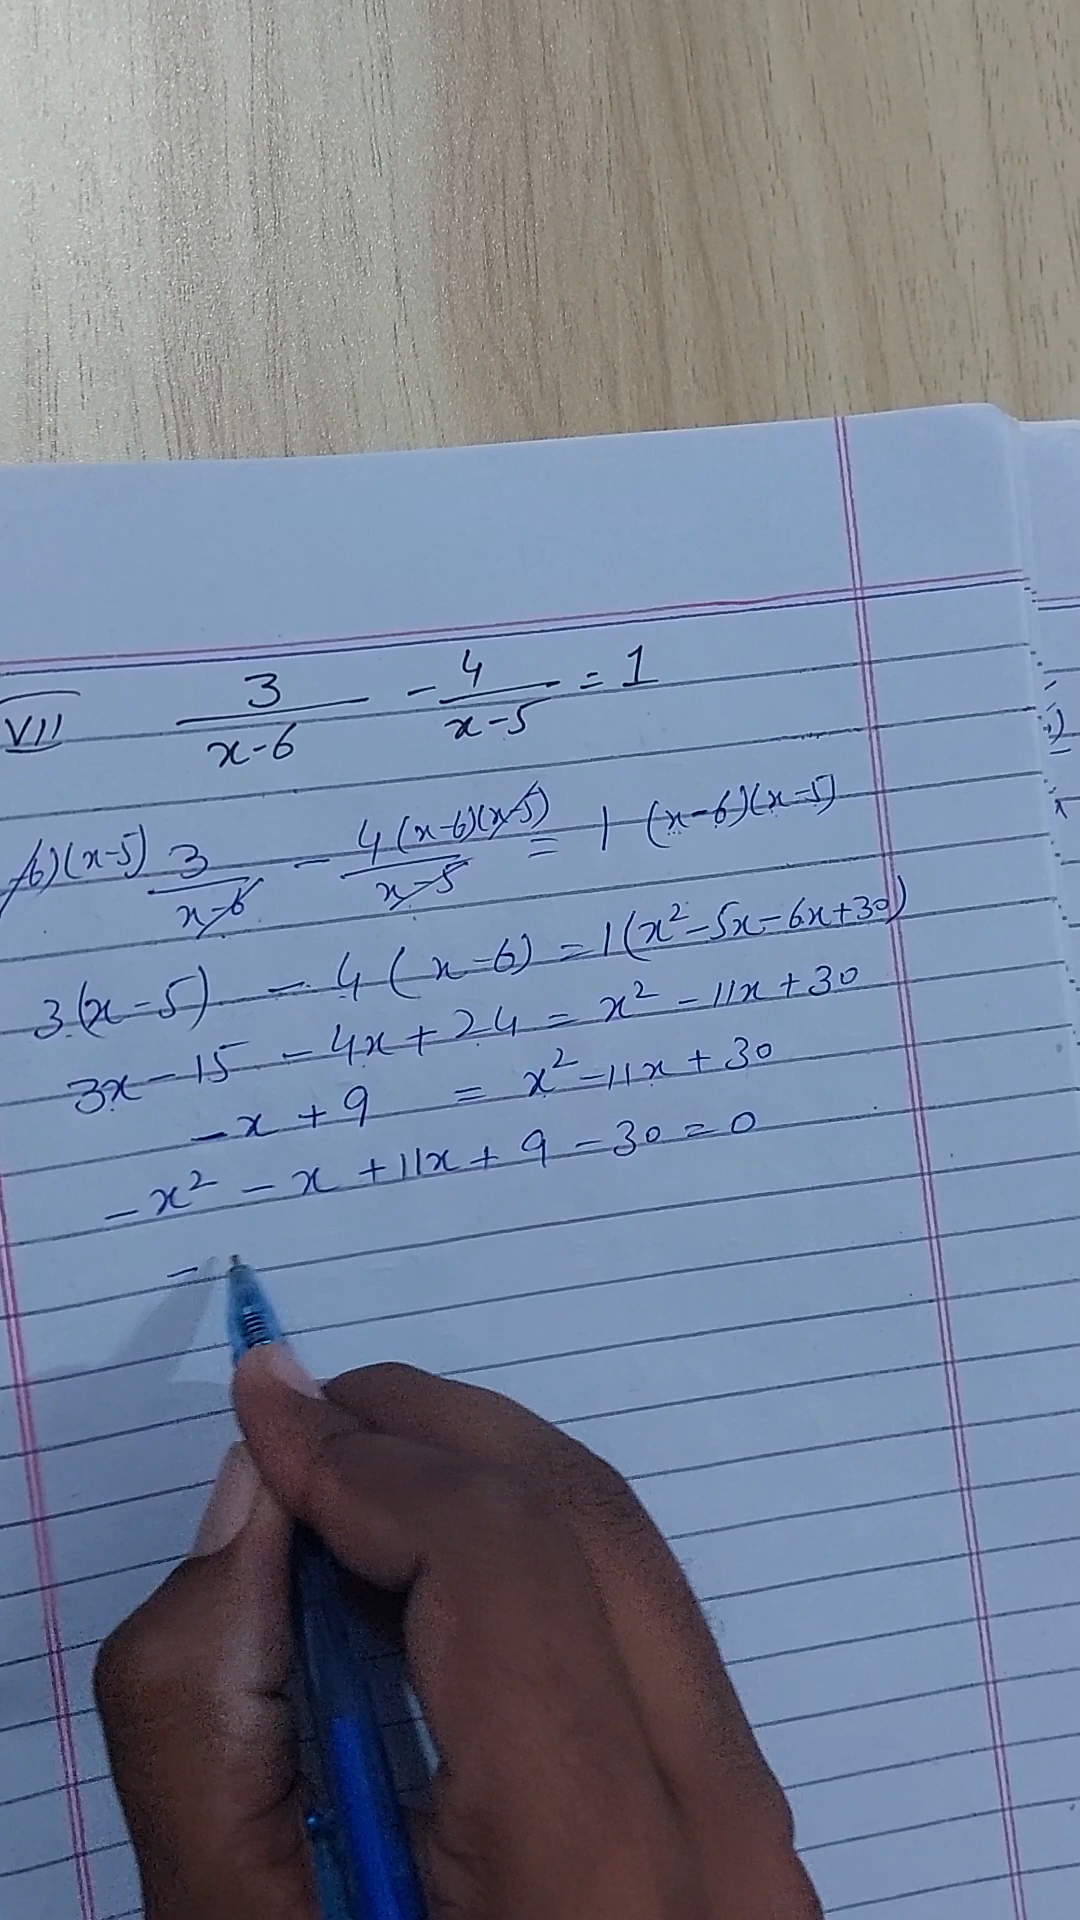 VII 3/(x-6) - 4/(x-5) = 1
6)(x-5) 3/(x-6) - 4(x-6)(x-5)/(x-5) = 1 (x-6)(x-5)
3(x-5) - 4(x-6) = 1(x²-5x-6x+30)
3x-15-4x+24 = x²-11x+30
-x+9 = x²-11x+30
-x²-x+11x+9-30=0
-